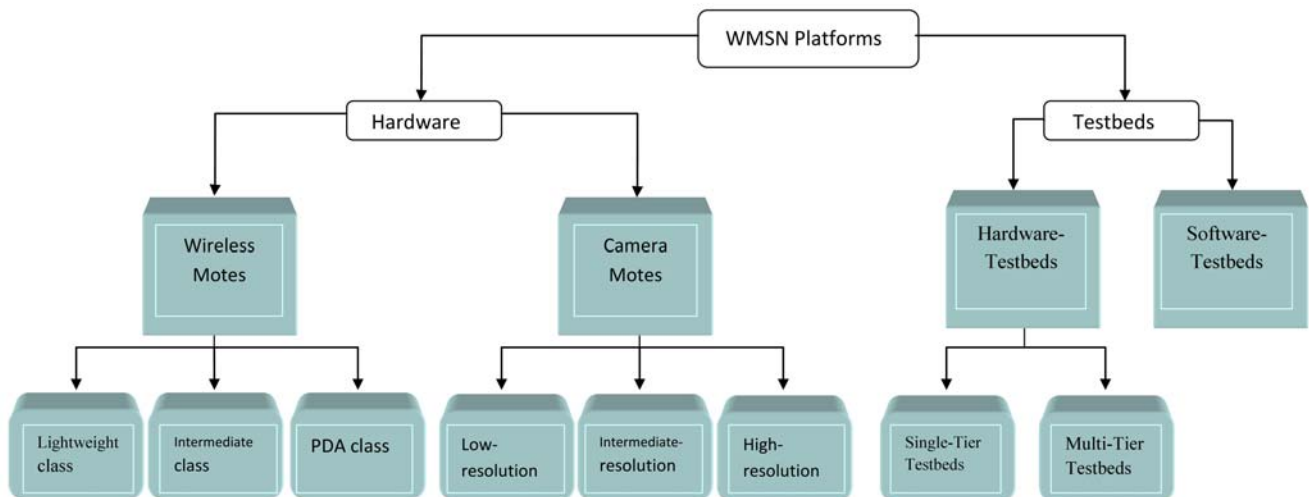 WMSN Platforms
Hardware
Testbeds
Wireless
Motes
Camera
Motes
Hardware-
Testbeds
Software-
Testbeds
Lightweight
class
Intermediate
class
PDA class
Low-
resolution
Intermediate-
resolution
High-
resolution
Single-Tier
Testbeds
Multi-Tier
Testbeds